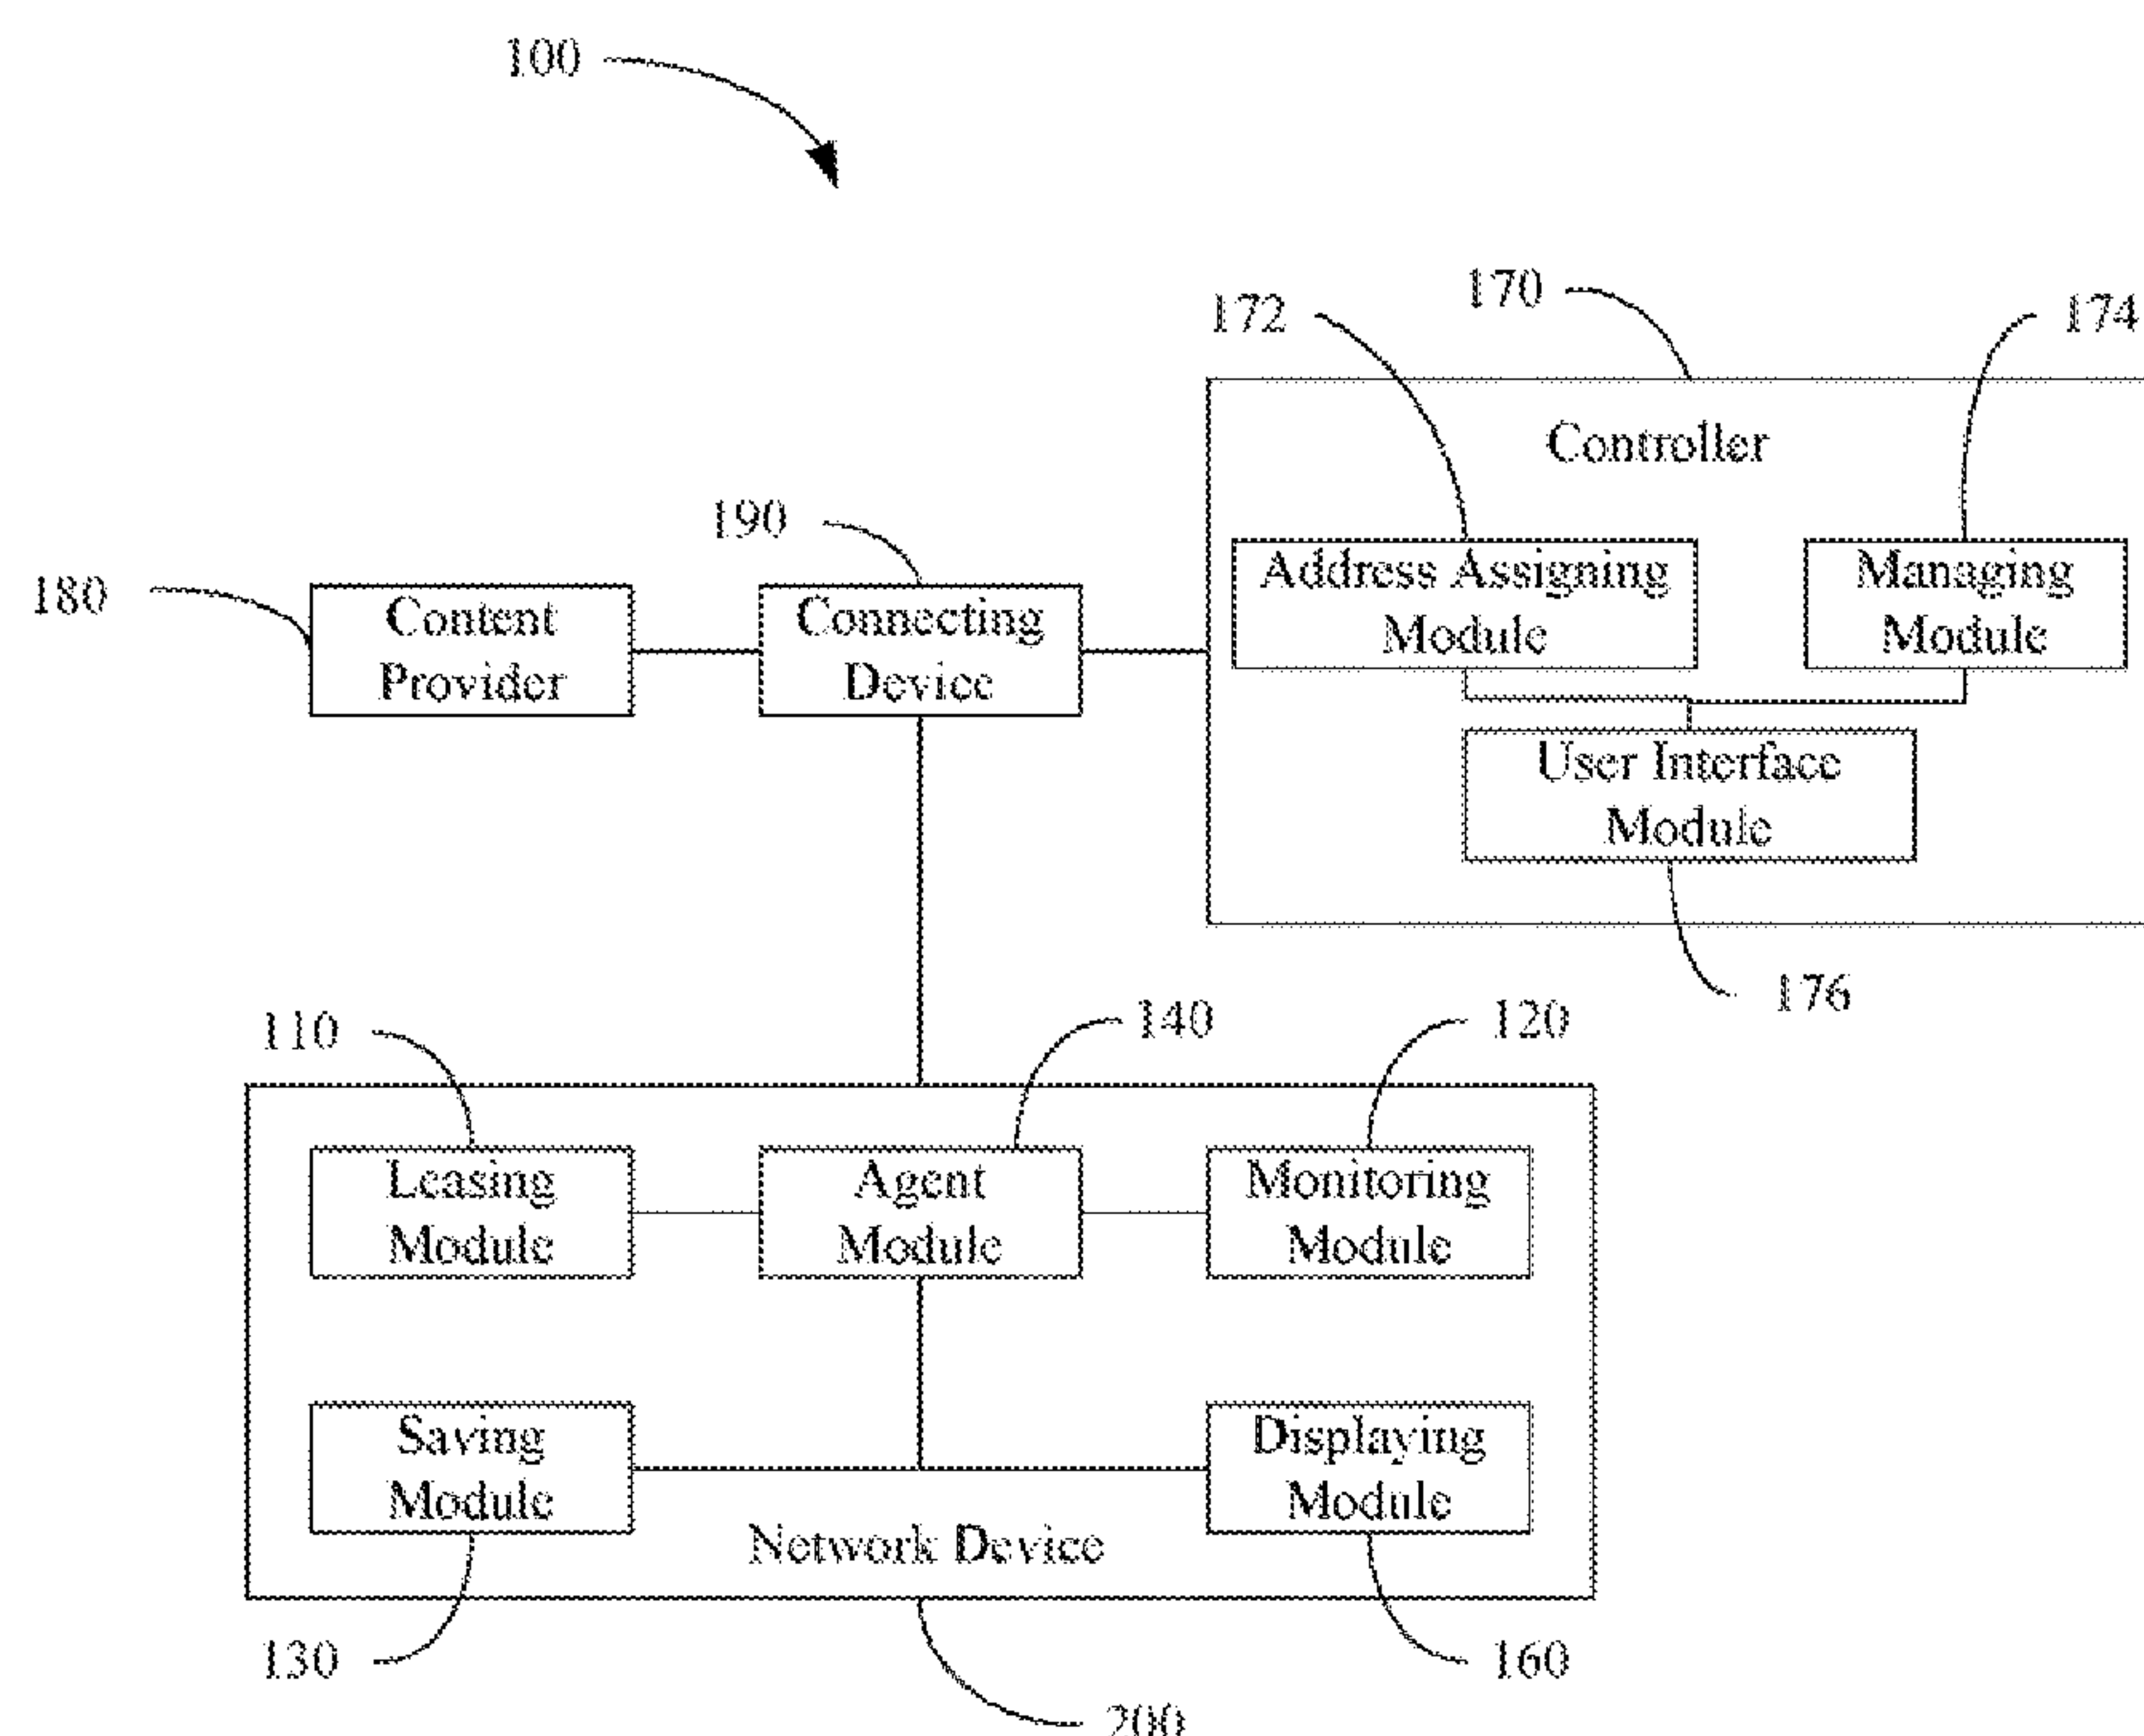 100
170
172
174
Controller
190
Address Assigning
Module
Managing
Module
180
Content
Provider
Connecting
Device
User Interface
Module
176
110
140
120
Leasing
Module
Agent
Module
Monitoring
Module
Saving
Module
Displaying
Module
Network Device
130
160
200